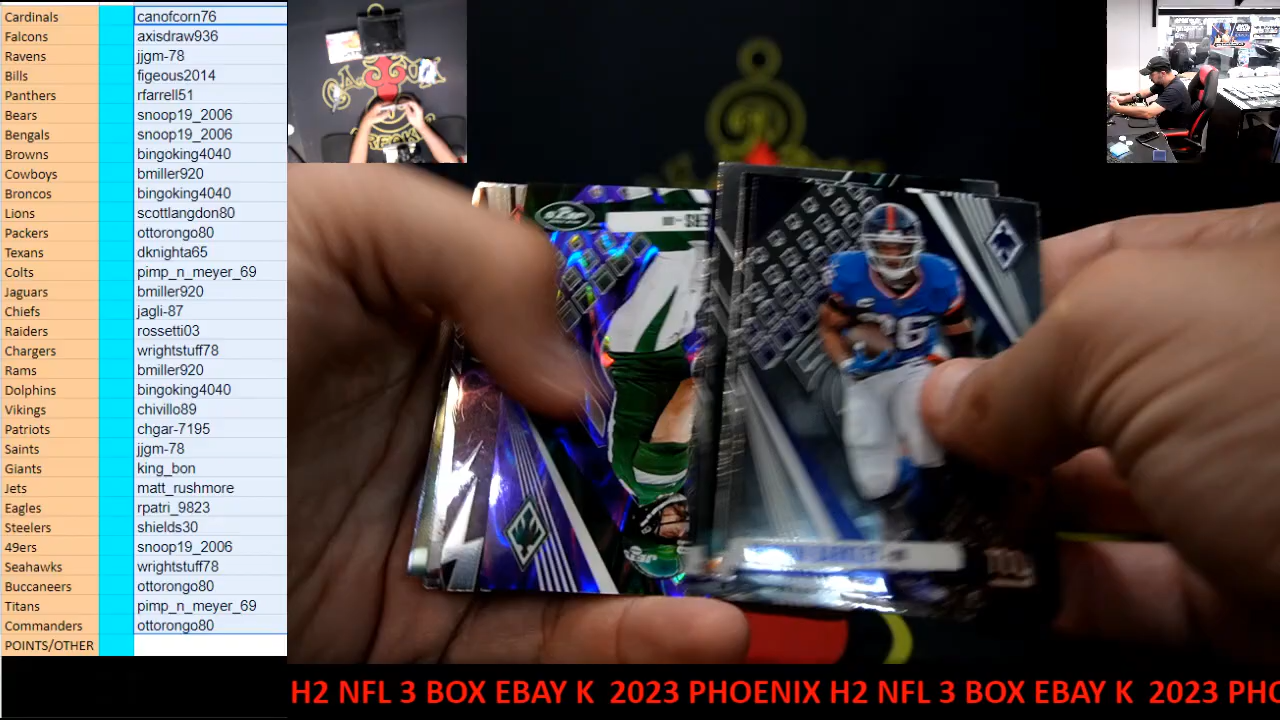 Cardinals canofcorn76
Falcons axisdraw936
Ravens jjgm-78
Bills figeous2014
Panthers rfarrell51
Bears snoop19_2006
Bengals snoop19_2006
Browns bingoking4040
Cowboys bmiller920
Broncos bingoking4040
Lions scottlangdon80
Packers ottorongo80
Texans dknighta65
Colts pimp_n_meyer_69
Jaguars bmiller920
Chiefs jagli-87
Raiders rossetti03
Chargers wrightstuff78
Rams bmiller920
Dolphins bingoking4040
Vikings chivillo89
Patriots chgar-7195
Saints jjgm-78
Giants king_bon
Jets matt_rushmore
Eagles rpatri_9823
Steelers shields30
49ers snoop19_2006
Seahawks wrightstuff78
Buccaneers ottorongo80
Titans pimp_n_meyer_69
Commanders ottorongo80
POINTS/OTHER
26
H2 NFL 3 BOX EBAY K 2023 PHOENIX H2 NFL 3 BOX EBAY K 2023 PHO